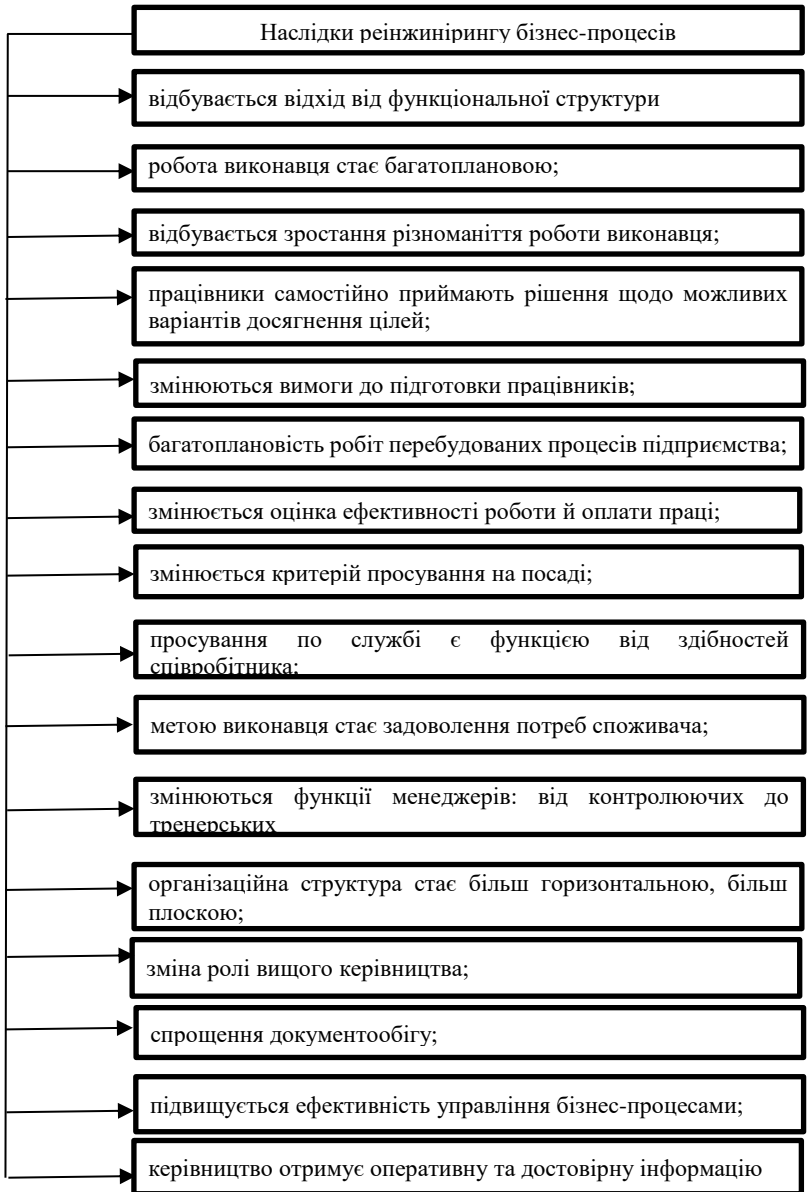 Наслідки реінжинірингу бізнес-процесів
відбувається відхід від функціональної структури
робота виконавця стає багатоплановою;
відбувається зростання різноманіття роботи виконавця;
працівники самостійно приймають рішення щодо можливих
варіантів досягнення цілей;
змінюються вимоги до підготовки працівників;
багатоплановість робіт перебудованих процесів підприємства;
змінюється оцінка ефективності роботи й оплати праці;
змінюється критерій просування на посаді;
просування по службі є функцією від здібностей
співробітника;
метою виконавця стає задоволення потреб споживача;
змінюються функції менеджерів: від контролюючих до
тренерських
організаційна структура стає більш горизонтальною, більш
плоскою;
зміна ролі вищого керівництва;
спрощення документообігу;
підвищується ефективність управління бізнес-процесами;
керівництво отримує оперативну та достовірну інформацію